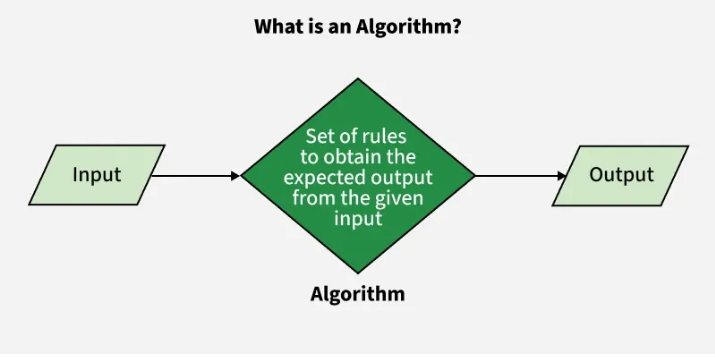 What is an Algorithm?
Input
Set of rules
to obtain the
expected output
from the given
input
Output
Algorithm